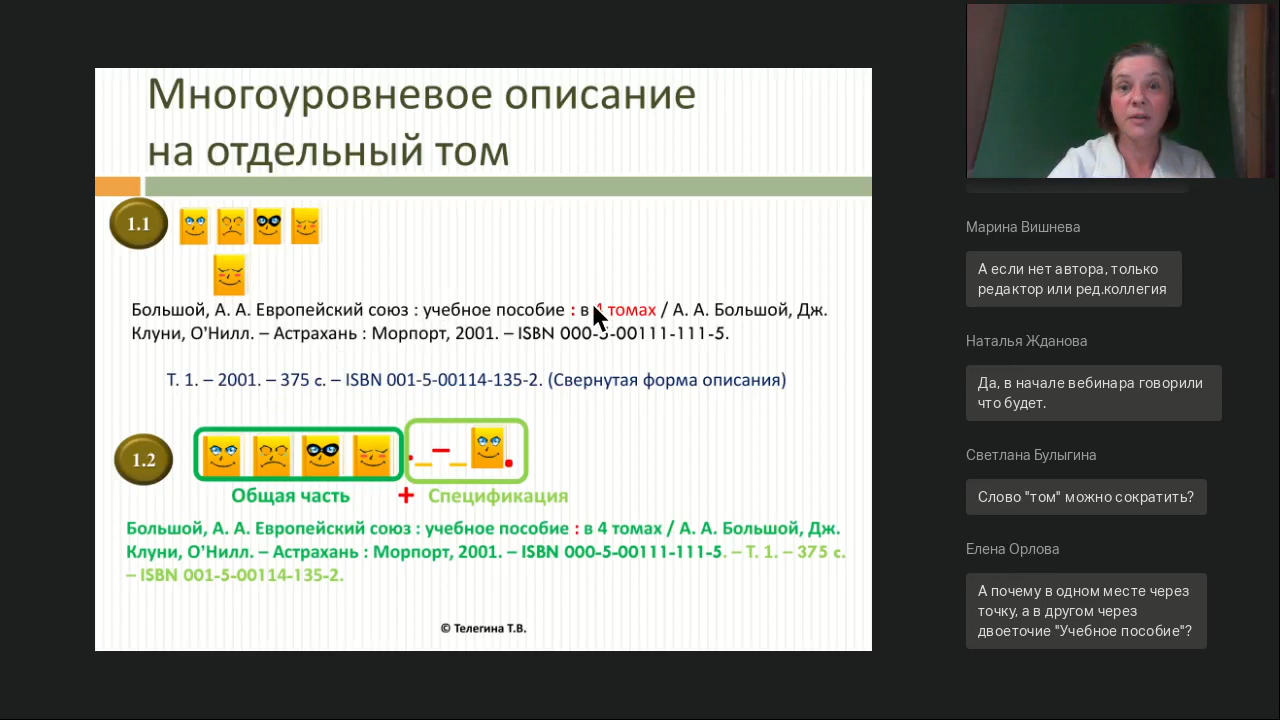 Многоуровневое описание
на отдельный том
1.1
Большой, А. А. Европейский союз : учебное пособие : в 4 томах / А. А. Большой, Дж.
Клуни, О’Нилл. – Астрахань : Морпорт, 2001. – ISBN 000-5-00111-111-5.
Т. 1. – 2001. – 375 с. – ISBN 001-5-00114-135-2. (Свернутая форма описания)
1.2
. _ – _ .
Общая часть + Спецификация
Большой, А. А. Европейский союз : учебное пособие : в 4 томах / А. А. Большой, Дж.
Клуни, О’Нилл. – Астрахань : Морпорт, 2001. – ISBN 000-5-00111-111-5. – Т. 1. – 375 с.
– ISBN 001-5-00114-135-2.
© Телегина Т.В.
Марина Вишнева
А если нет автора, только
редактор или ред.коллегия
Наталья Жданова
Да, в начале вебинара говорили
что будет.
Светлана Булыгина
Слово "том" можно сократить?
Елена Орлова
А почему в одном месте через
точку, а в другом через
двоеточие "Учебное пособие"?